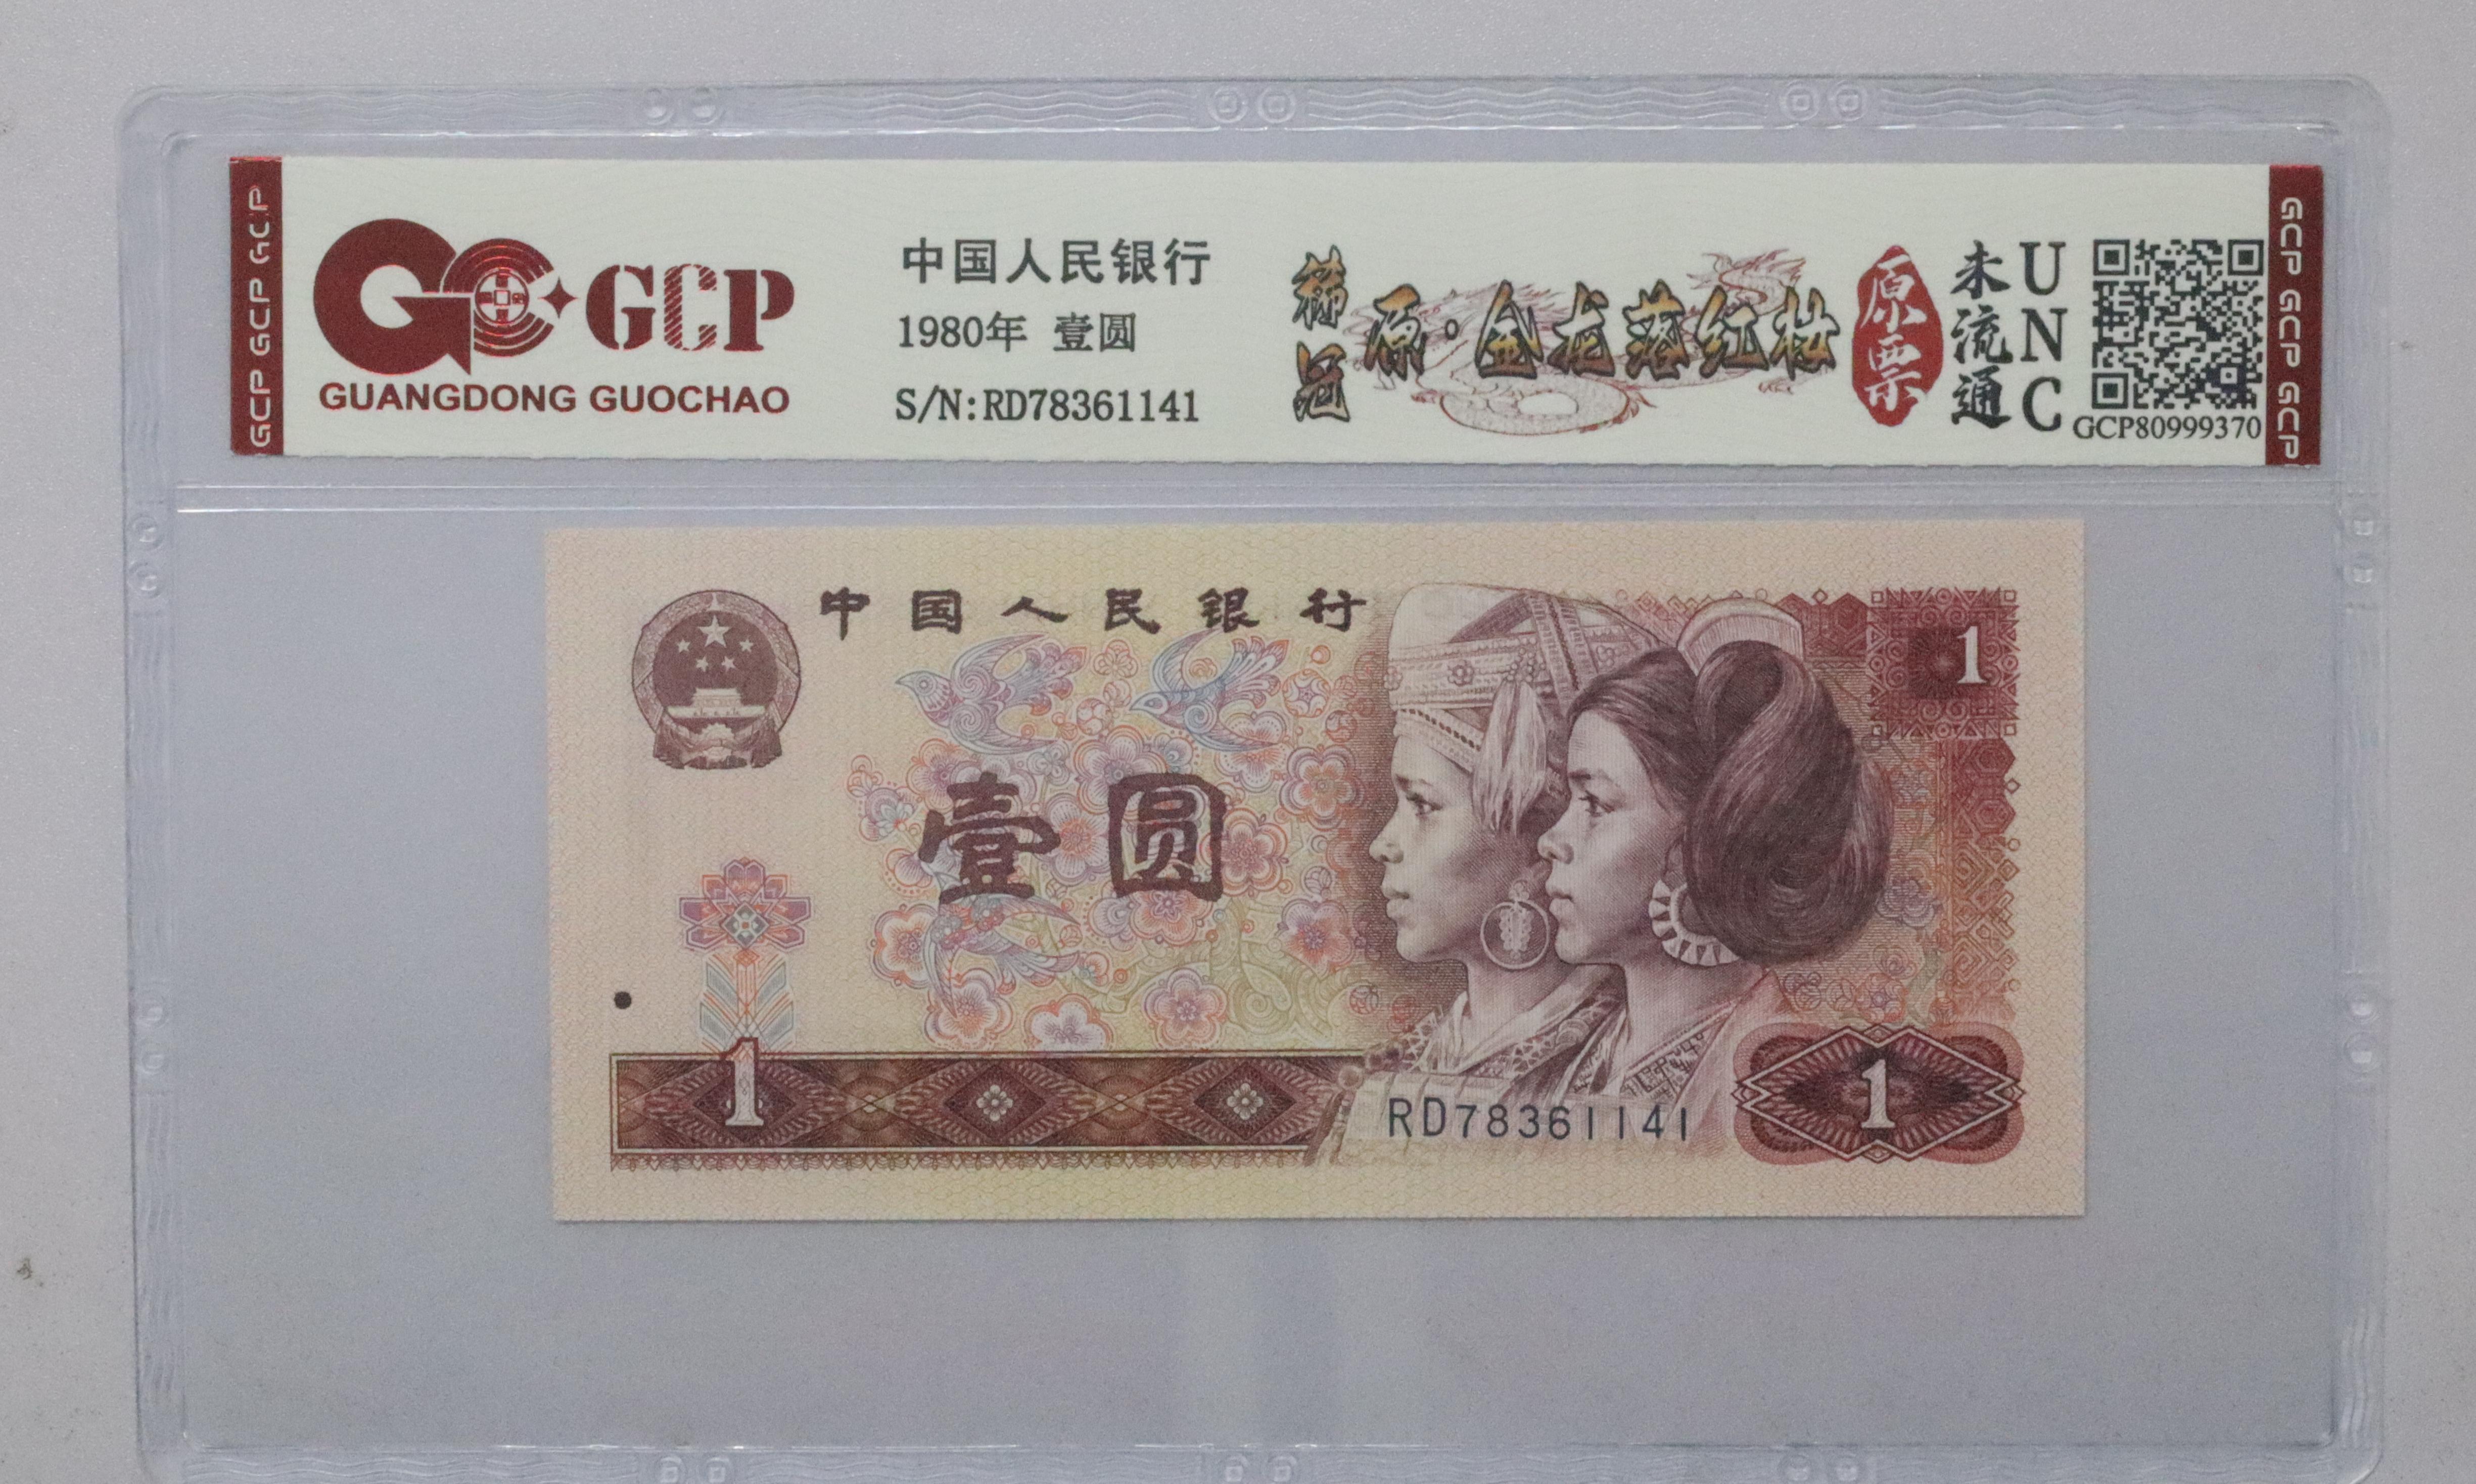 GCP GCP GCP
GCP
GUANGDONG GUOCHAO
中国人民银行
1980年 壹圆
S/N:RD78361141
稀冠
原·金龙落红妆
原票
未流通
UNC
GCP80999370
GCP GCP GCP
中国人民银行
1
壹圆
1
RD78361141
1